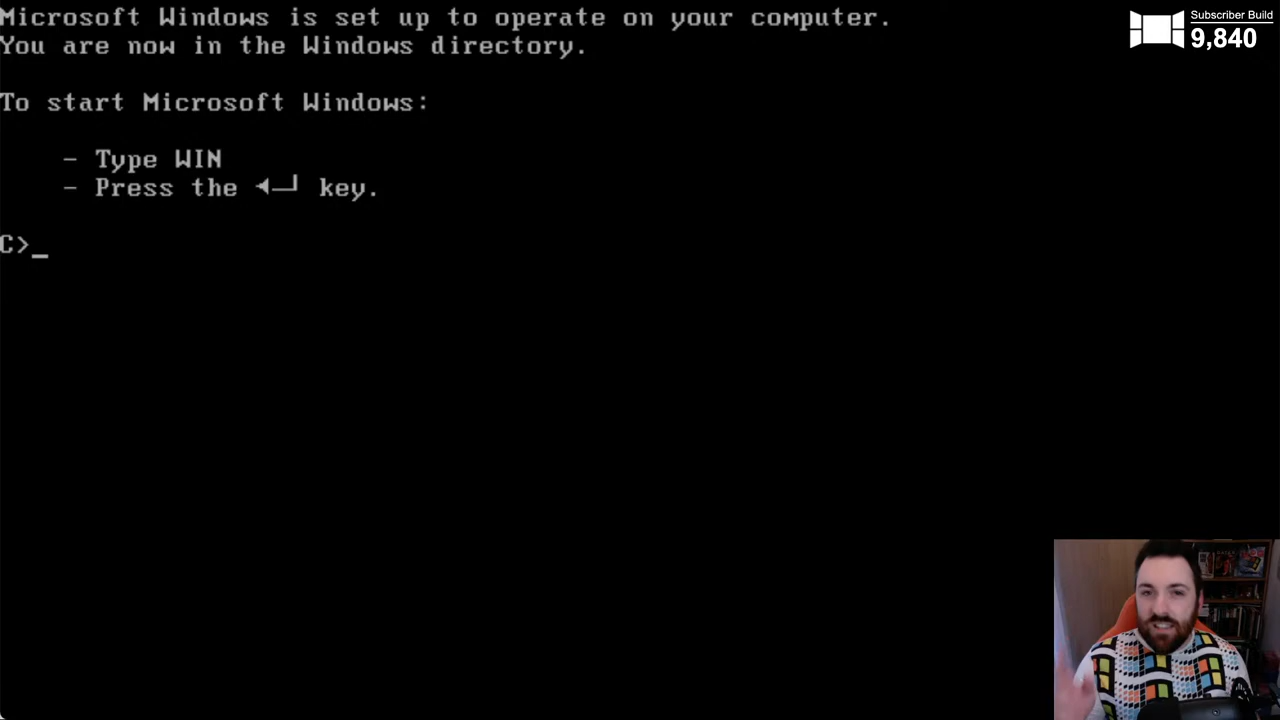 Microsoft Windows is set up to operate on your computer.
You are now in the Windows directory.
To start Microsoft Windows:
- Type WIN
- Press the ◄─┘ key.
C>_
Subscriber Build
9,840